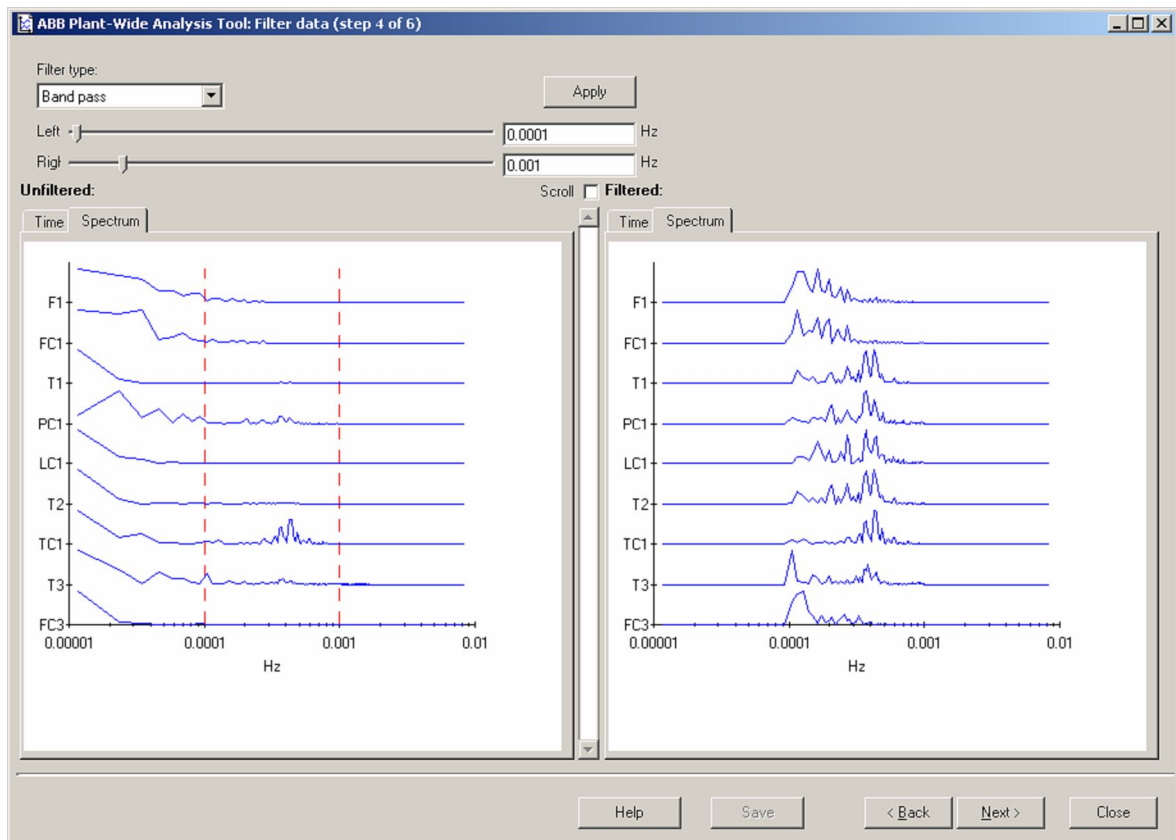 ABB Plant-Wide Analysis Tool: Filter data (step 4 of 6)
Filter type:
Band pass
Apply
Left 0.0001 Hz
Righ 0.001 Hz
Unfiltered: Scroll Filtered:
Time Spectrum Time Spectrum
F1 F1
FC1 FC1
T1 T1
PC1 PC1
LC1 LC1
T2 T2
TC1 TC1
T3 T3
FC3 FC3
0.00001 0.0001 0.001 0.01 0.00001 0.0001 0.001 0.01
Hz Hz
Help Save < Back Next > Close